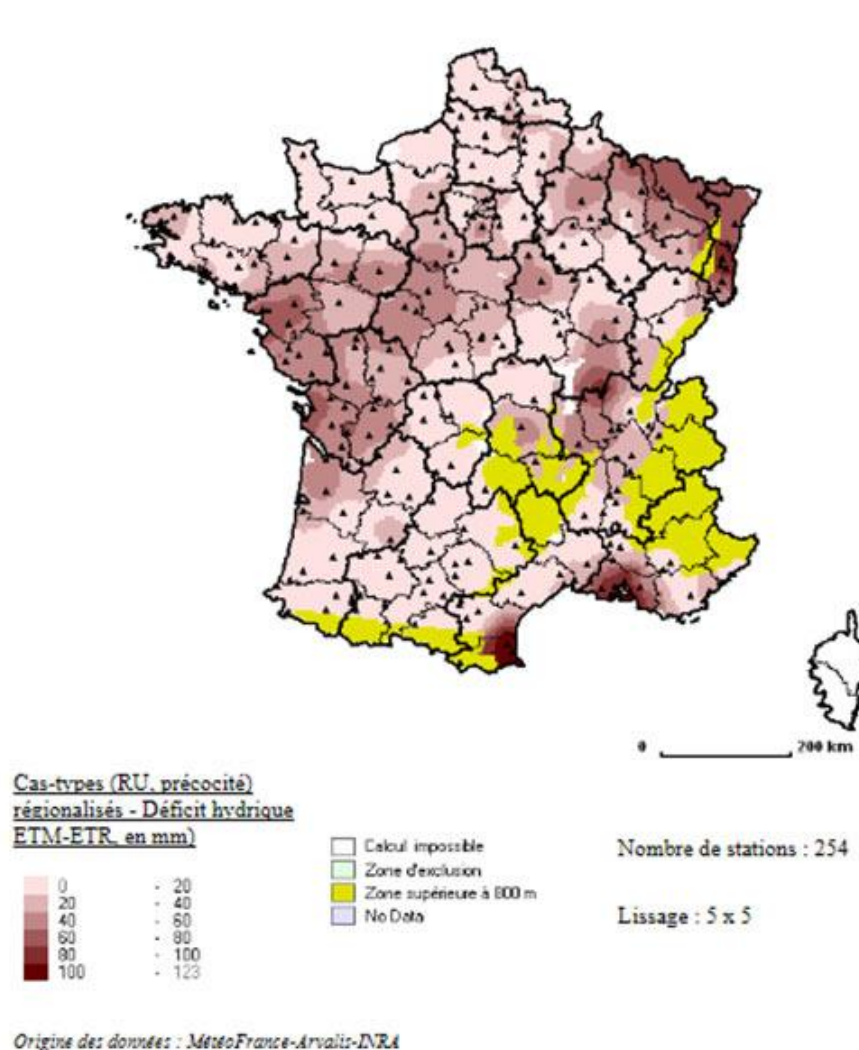 0 200 km
Cas-types (RU, précocité)
régionalisés - Déficit hydrique
ETM-ETR, en mm)
Calcul impossible
Zone d'exclusion
Zone supérieure à 800 m
No Data
Nombre de stations : 254
Lissage : 5 x 5
0 - 20
20 - 40
40 - 60
60 - 80
80 - 100
100 - 123
Origine des données : MétéoFrance-Arvalis-INRA